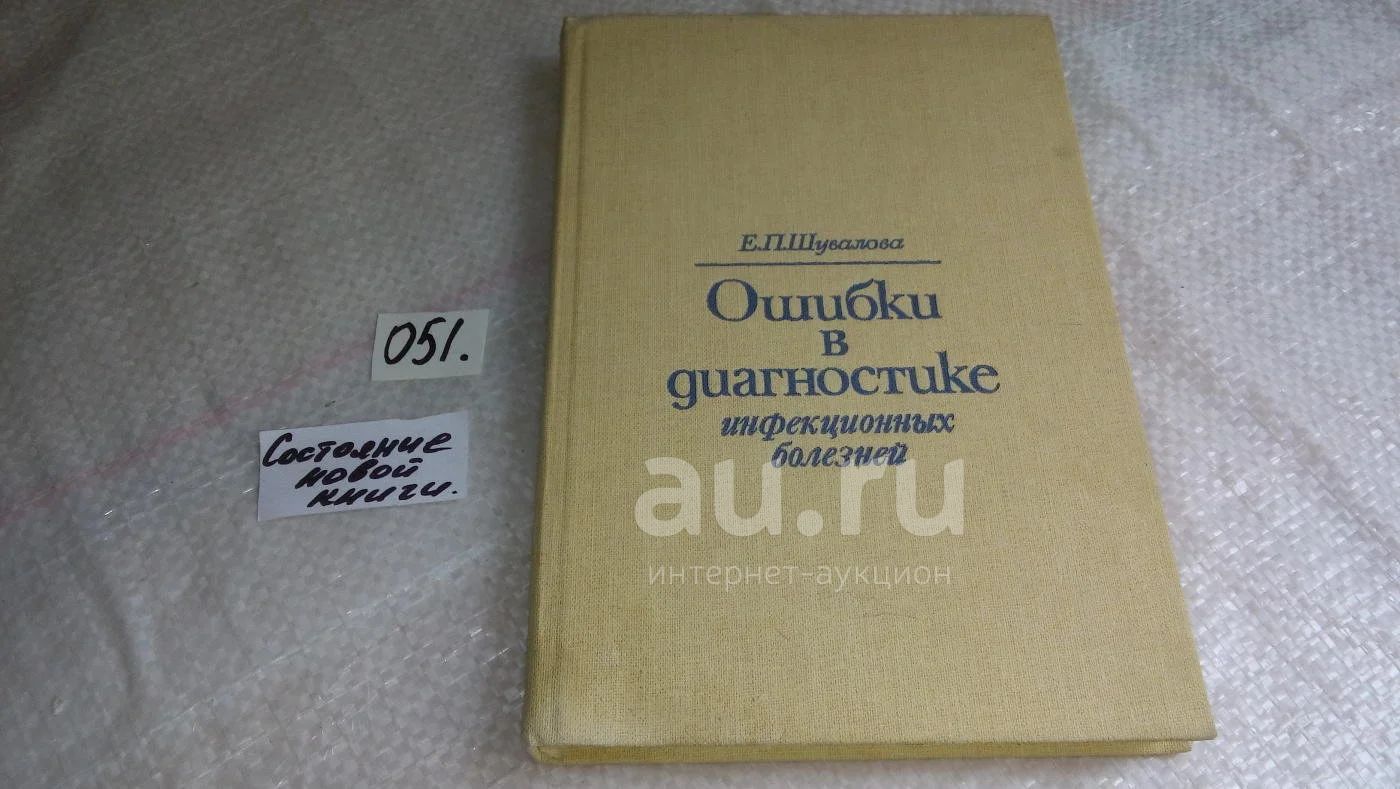 Е.П.Шувалова
Ошибки
в
диагностике
инфекционных
болезней
051.
Состояние
новой
книги.
au.ru
интернет-аукцион